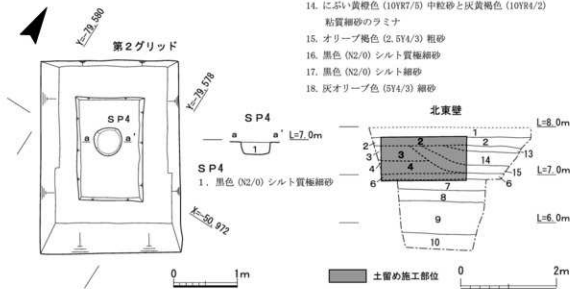 14. にぶい黄橙色 (10YR7/5) 中粒砂と灰黄褐色 (10YR4/2)
粘質細砂のラミナ
15. オリーブ褐色 (2.5Y4/3) 粗砂
16. 黒色 (N2/0) シルト質極細砂
17. 黒色 (N2/0) シルト細砂
18. 灰オリーブ色 (5Y4/3) 細砂
第2グリッド
Y=-79,580
Y=-79,578
X=-50,972
SP4
a a'
0 1m
SP4
a a' L=7.0m
1
SP4
1. 黒色 (N2/0) シルト質極細砂
北東壁
1 L=8.0m
2 2 2 13
3 3 14
4 4 15 L=7.0m
6 7 6
8
9 L=6.0m
10
土留め施工部位
0 2m